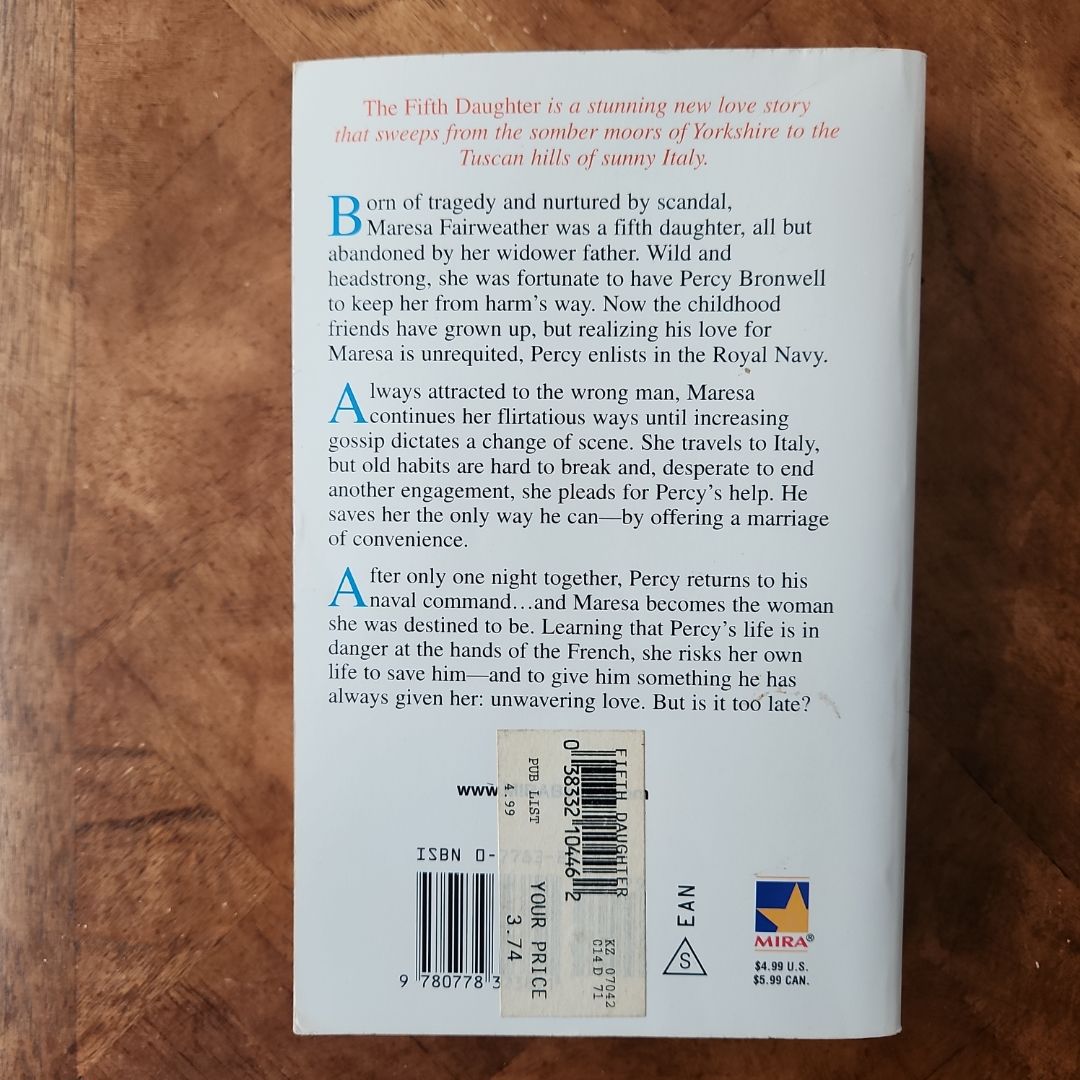 The Fifth Daughter is a stunning new love story
that sweeps from the somber moors of Yorkshire to the
Tuscan hills of sunny Italy.
Born of tragedy and nurtured by scandal,
Maresa Fairweather was a fifth daughter, all but
abandoned by her widower father. Wild and
headstrong, she was fortunate to have Percy Bronwell
to keep her from harm's way. Now the childhood
friends have grown up, but realizing his love for
Maresa is unrequited, Percy enlists in the Royal Navy.
Always attracted to the wrong man, Maresa
continues her flirtatious ways until increasing
gossip dictates a change of scene. She travels to Italy,
but old habits are hard to break and, desperate to end
another engagement, she pleads for Percy's help. He
saves her the only way he can—by offering a marriage
of convenience.
After only one night together, Percy returns to his
naval command...and Maresa becomes the woman
she was destined to be. Learning that Percy's life is in
danger at the hands of the French, she risks her own
life to save him—and to give him something he has
always given her: unwavering love. But is it too late?
www
FIFTH DAUGHTER
0 38332 10446 2
PUB LIST
4.99
YOUR PRICE
3.74
KZ 07042
C14 D 71
ISBN 0-
9 780778 3
EAN
S
MIRA®
$4.99 U.S.
$5.99 CAN.